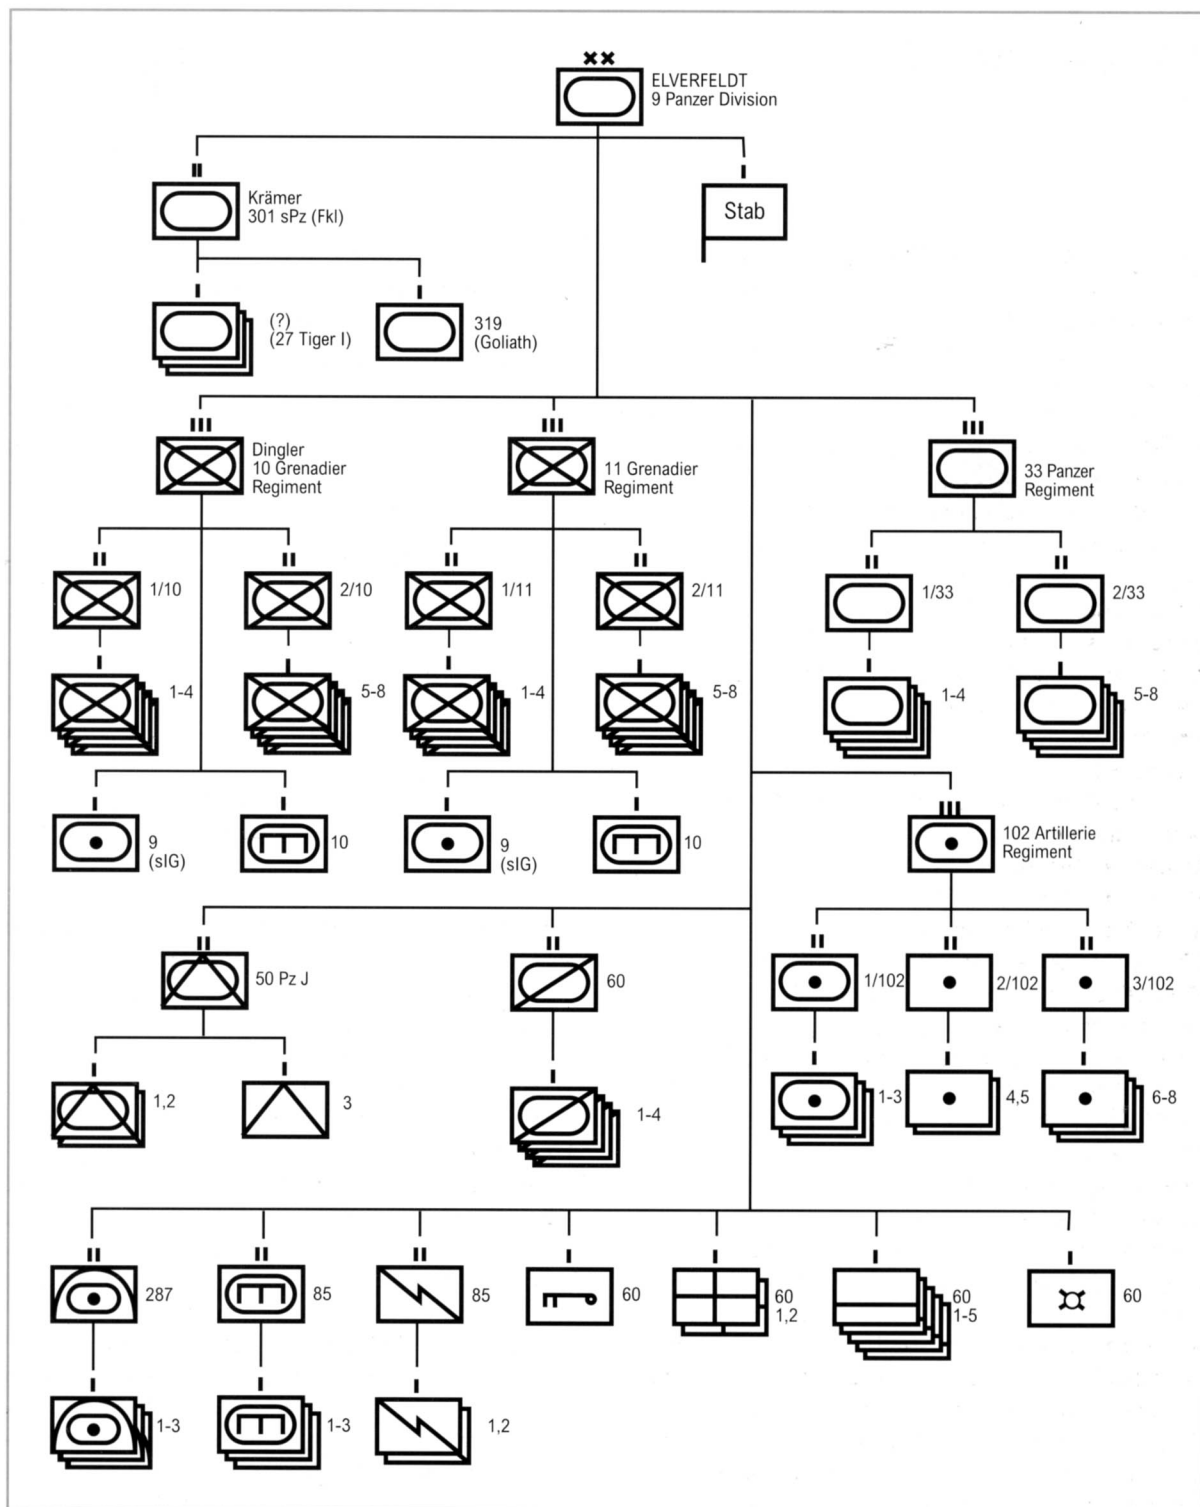 ELVERFELDT
9 Panzer Division
Krämer
301 sPz (Fkl)
Stab
(?)
(27 Tiger I)
319
(Goliath)
Dingler
10 Grenadier
Regiment
11 Grenadier
Regiment
33 Panzer
Regiment
1/10
2/10
1/11
2/11
1/33
2/33
1-4
5-8
1-4
5-8
1-4
5-8
9
(sIG)
10
9
(sIG)
10
102 Artillerie
Regiment
50 Pz J
60
1/102
2/102
3/102
1,2
3
1-4
1-3
4,5
6-8
287
85
85
60
60
1,2
60
1-5
60
1-3
1-3
1,2